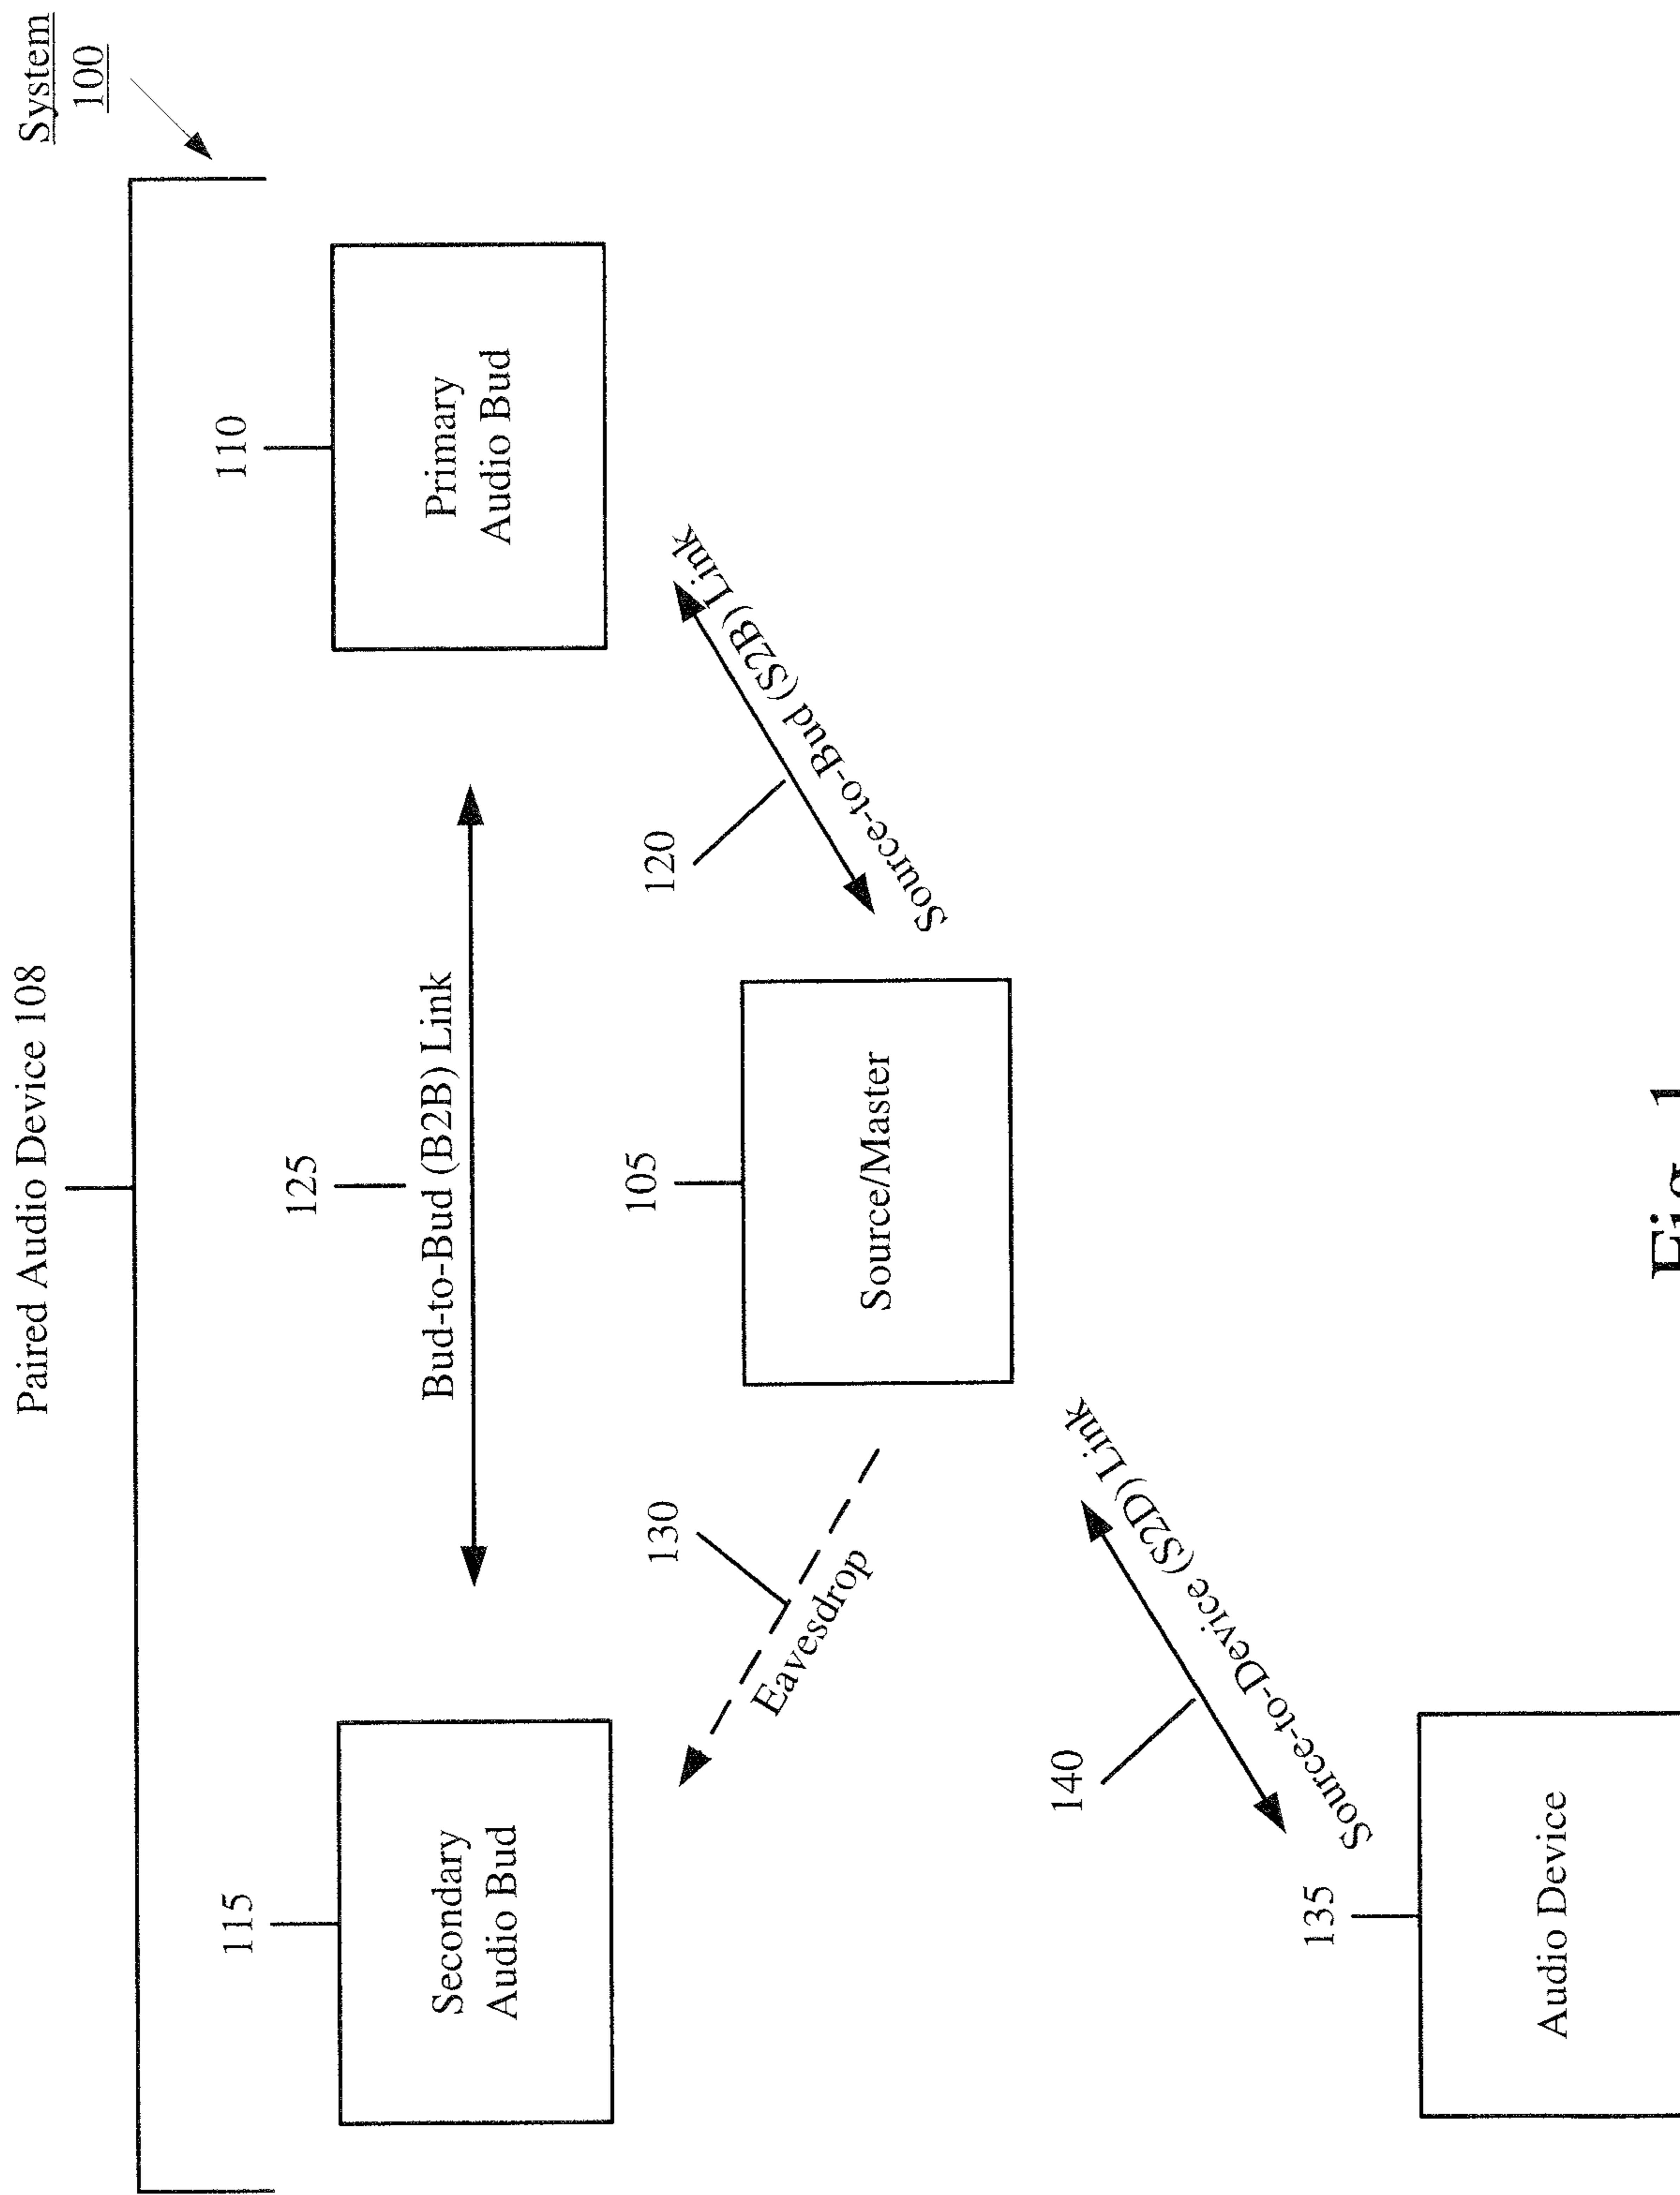 System
100
Paired Audio Device 108
115
125
110
Secondary
Audio Bud
Bud-to-Bud (B2B) Link
Primary
Audio Bud
130
105
120
Eavesdrop
Source/Master
Source-to-Bud (S2B) Link
140
Source-to-Device (S2D) Link
135
Audio Device
Fig. 1